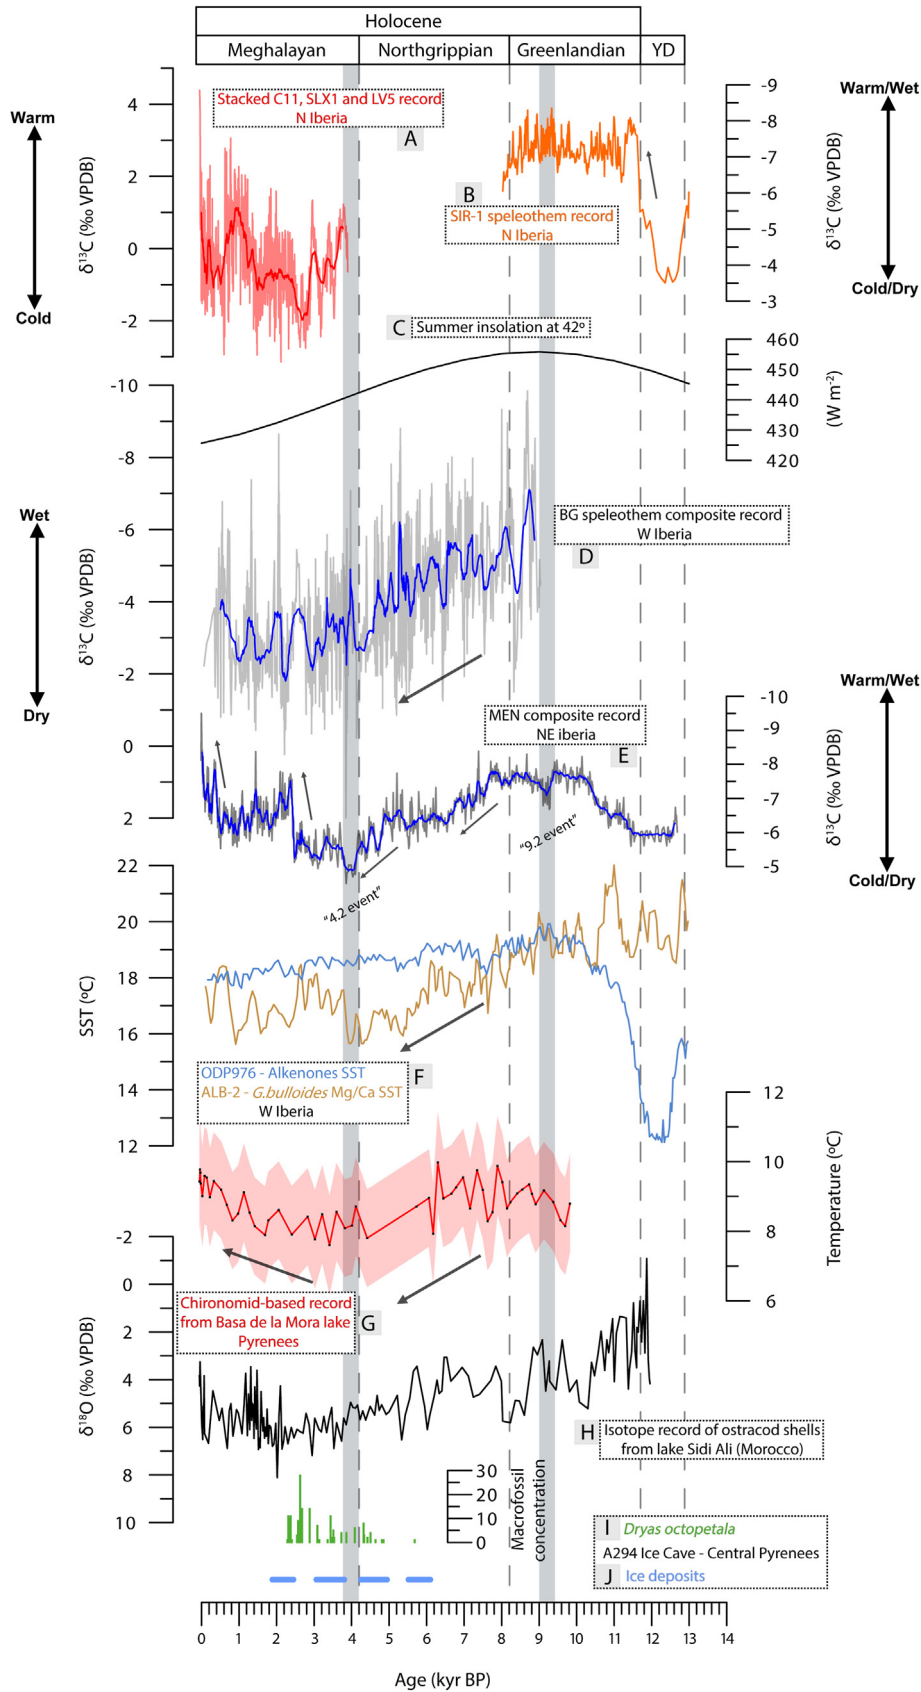 Holocene
Meghalayan Northgrippian Greenlandian YD
Stacked C11, SLX1 and LV5 record
N Iberia
A
Warm
Cold
δ¹³C (‰ VPDB)
4
2
0
-2
B
SIR-1 speleothem record
N Iberia
-9
-8
-7
-6
-5
-4
-3
δ¹³C (‰ VPDB)
Warm/Wet
Cold/Dry
C Summer insolation at 42º
460
450
440
430
420
(W m⁻²)
Wet
Dry
δ¹³C (‰ VPDB)
-10
-8
-6
-4
-2
0
2
BG speleothem composite record
W Iberia
D
MEN composite record
NE iberia
E
-10
-9
-8
-7
-6
-5
δ¹³C (‰ VPDB)
Warm/Wet
Cold/Dry
"9.2 event"
"4.2 event"
SST (ºC)
22
20
18
16
14
12
ODP976 - Alkenones SST
ALB-2 - G.bulloides Mg/Ca SST
W Iberia
F
12
10
8
6
Temperature (ºC)
Chironomid-based record
from Basa de la Mora lake
Pyrenees
G
δ¹⁸O (‰ VPDB)
-2
0
2
4
6
8
10
H Isotope record of ostracod shells
from lake Sidi Ali (Morocco)
30
20
10
0
Macrofossil
concentration
I Dryas octopetala
A294 Ice Cave - Central Pyrenees
J Ice deposits
0 1 2 3 4 5 6 7 8 9 10 11 12 13 14
Age (kyr BP)